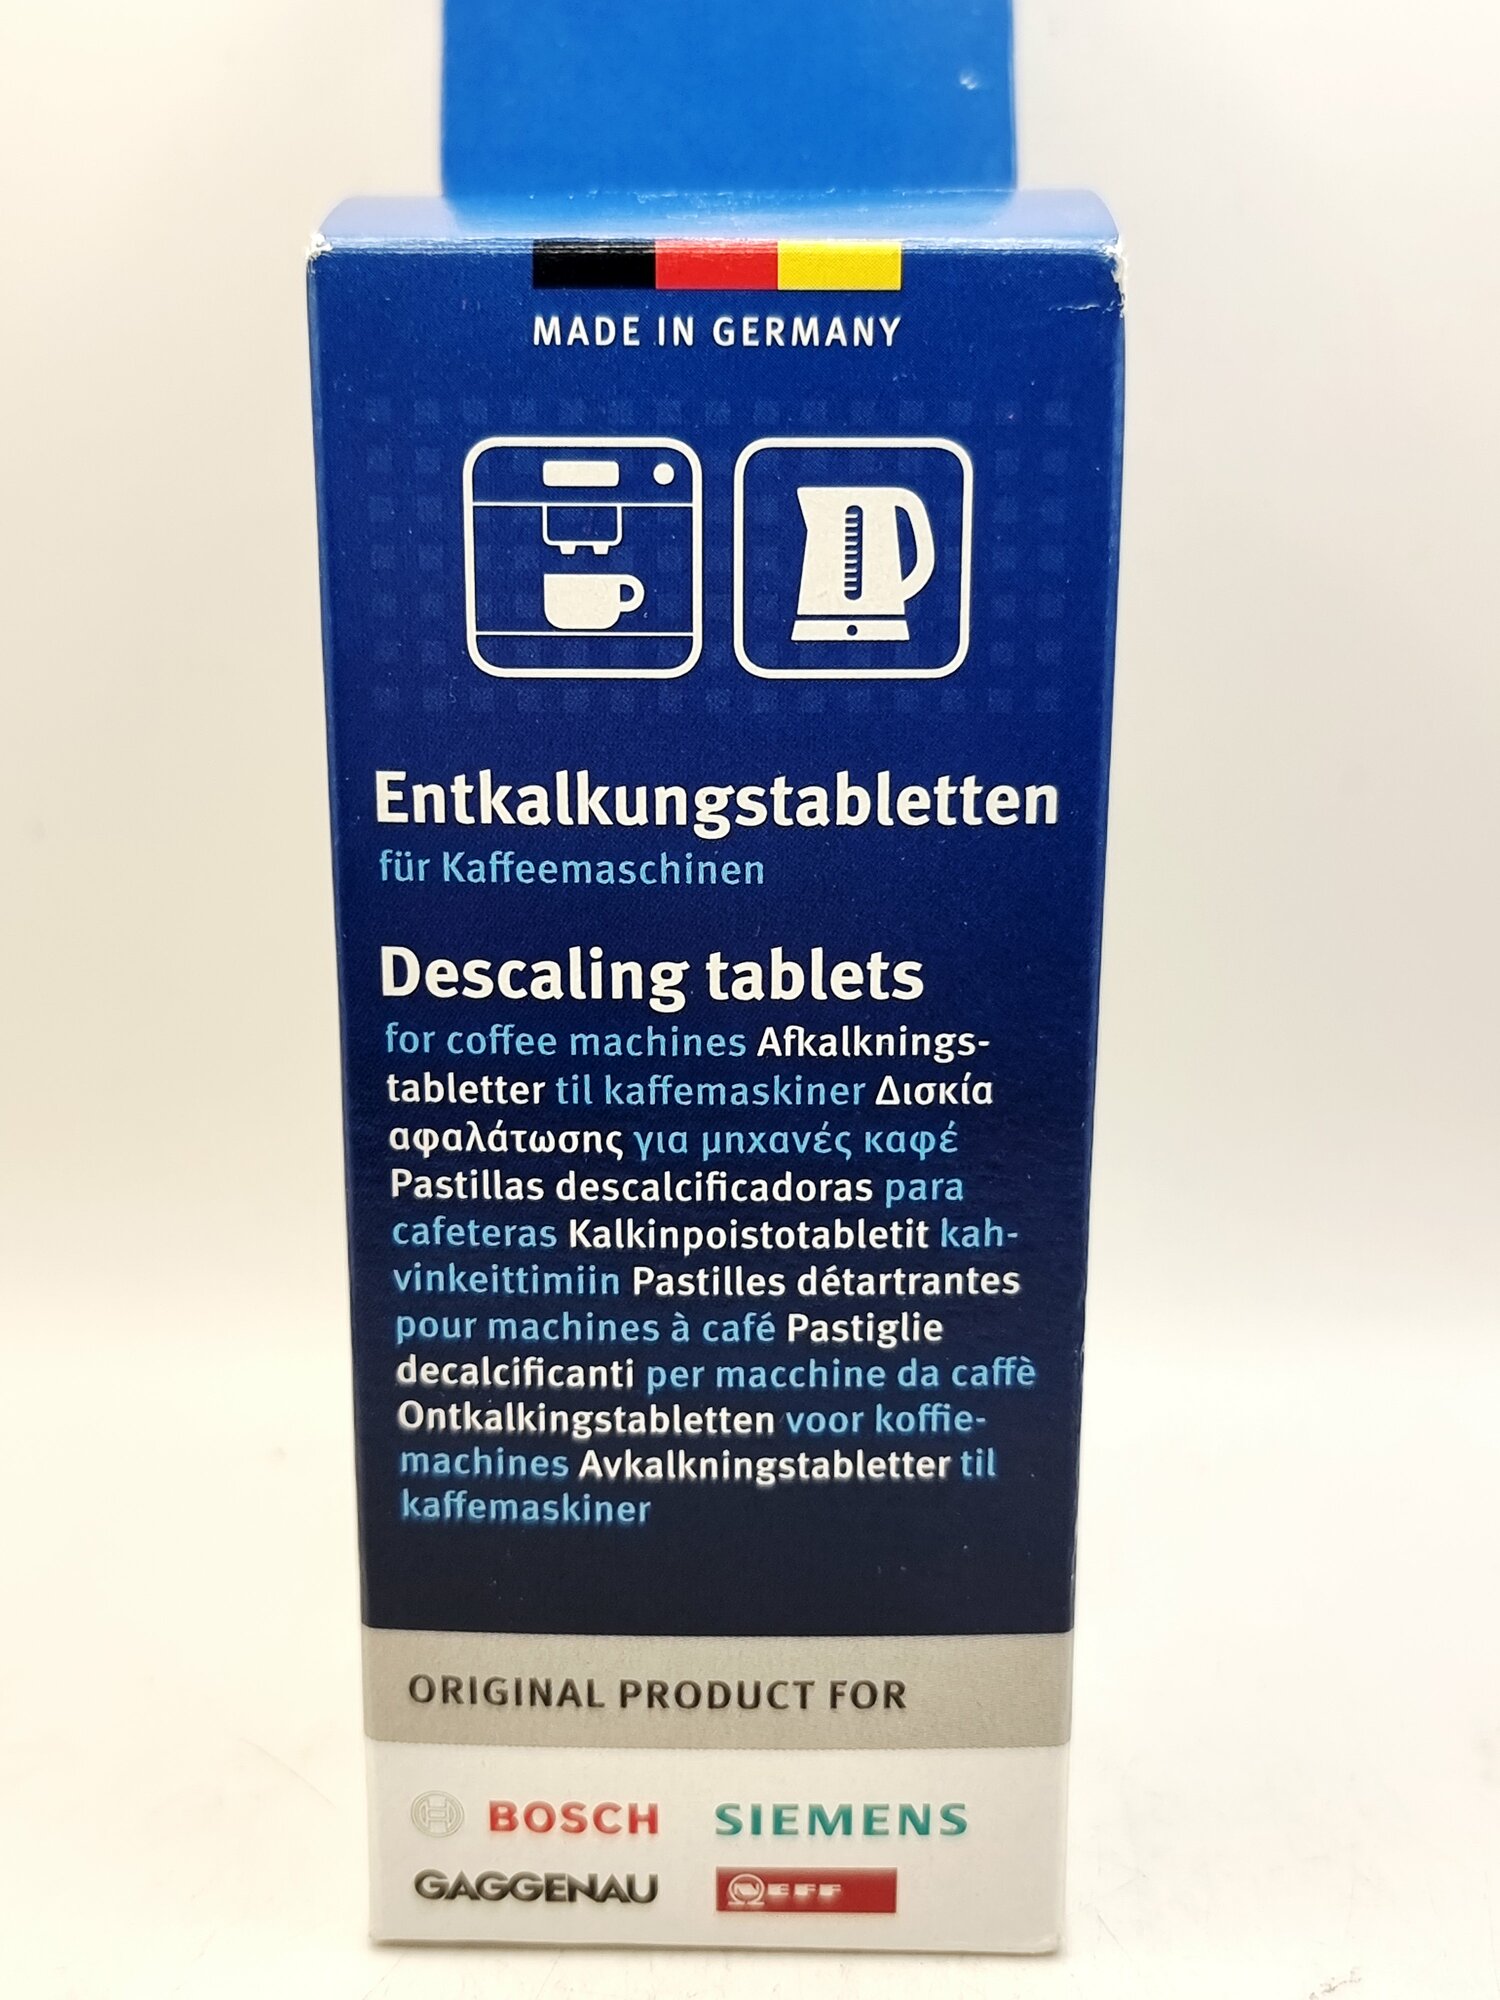 MADE IN GERMANY
Entkalkungstabletten
für Kaffeemaschinen
Descaling tablets
for coffee machines Afkalknings-
tabletter til kaffemaskiner Δισκία
αφαλάτωσης για μηχανές καφέ
Pastillas descalcificadoras para
cafeteras Kalkinpoistotabletit kah-
vinkeittimiin Pastilles détartrantes
pour machines à café Pastiglie
decalcificanti per macchine da caffè
Ontkalkingstabletten voor koffie-
machines Avkalkningstabletter til
kaffemaskiner
ORIGINAL PRODUCT FOR
BOSCH SIEMENS
GAGGENAU NEFF